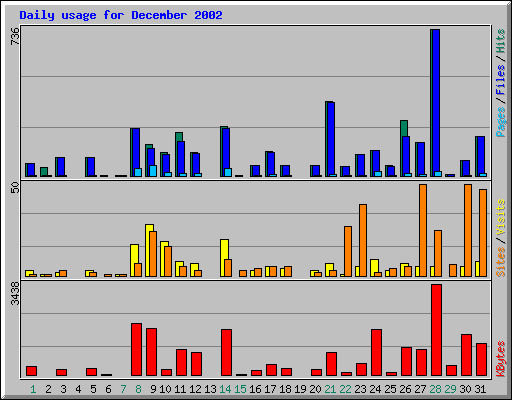 Daily usage for December 2002
736
50
3438
Pages / Files / Hits
Sites / Visits
KBytes
1 2 3 4 5 6 7 8 9 10 11 12 13 14 15 16 17 18 19 20 21 22 23 24 25 26 27 28 29 30 31